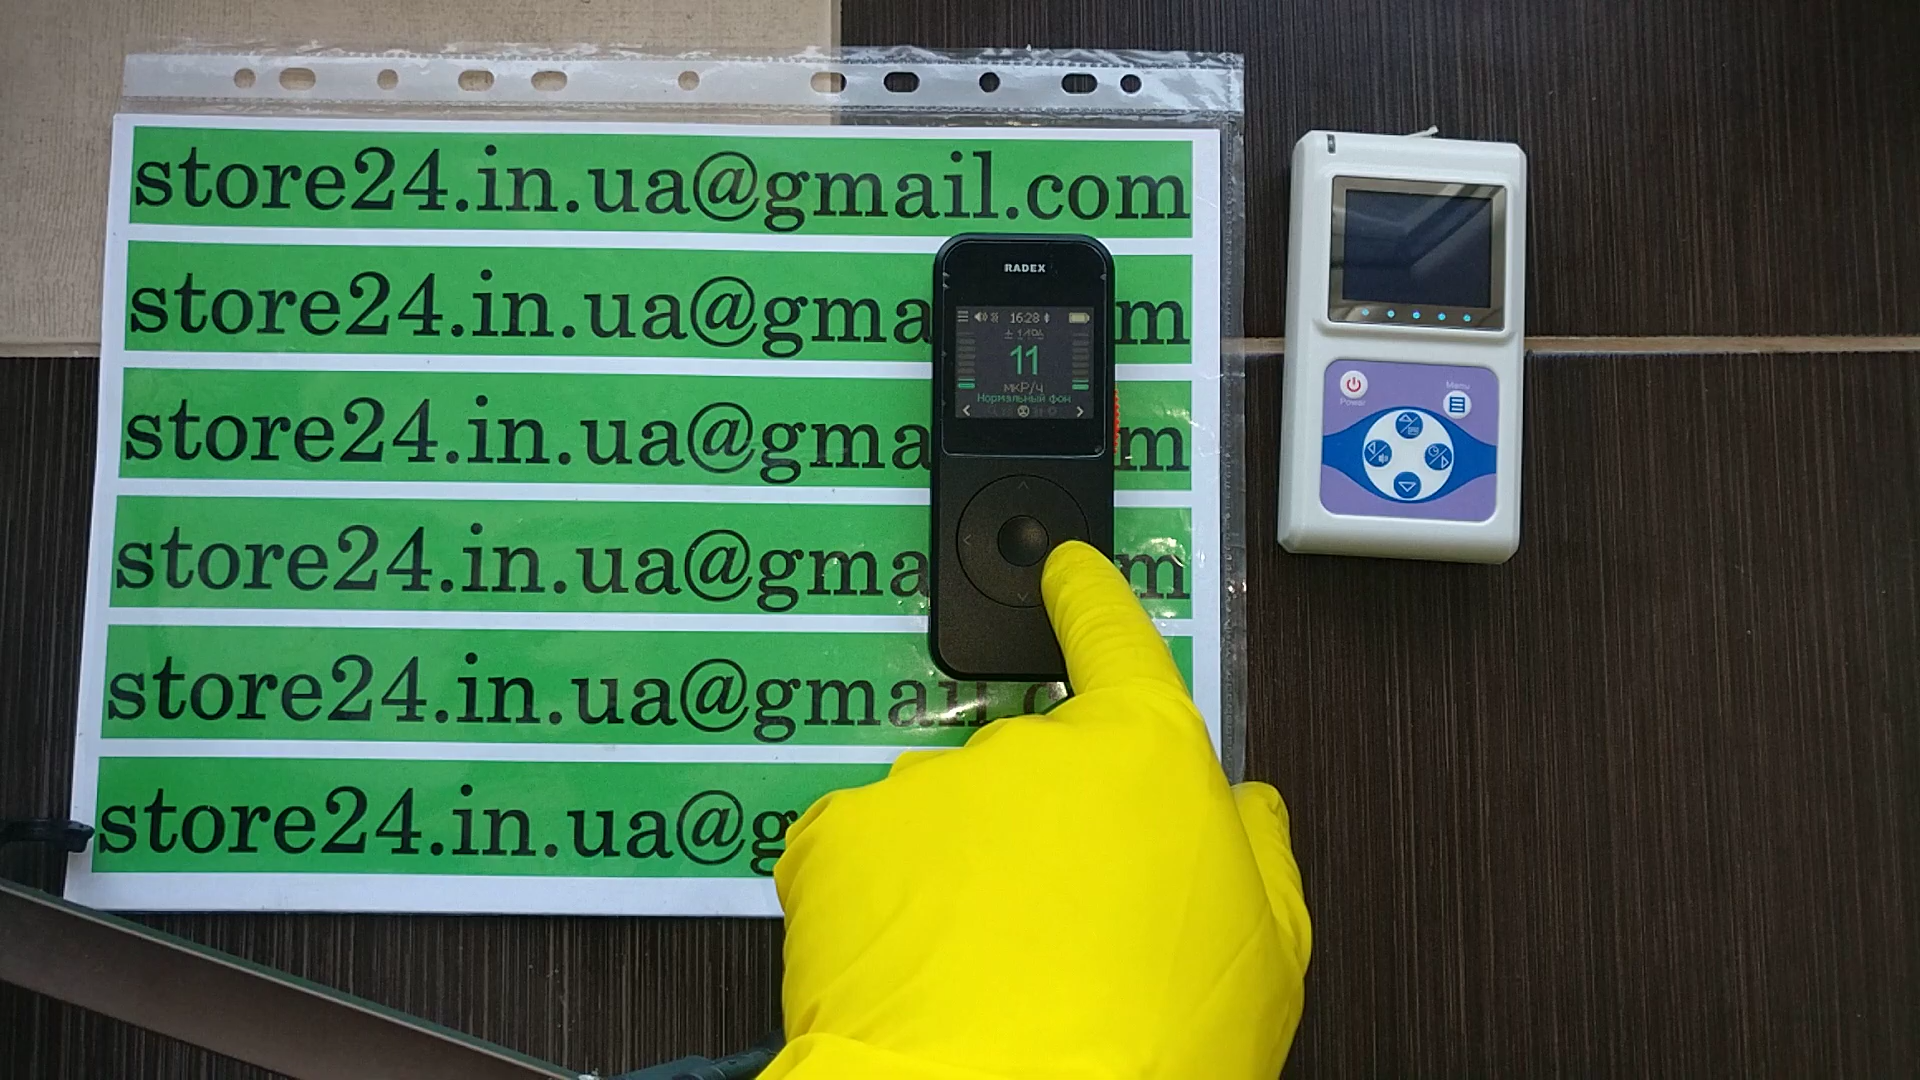 store24.in.ua@gmail.com
store24.in.ua@gma m
store24.in.ua@gma m
store24.in.ua@gma m
store24.in.ua@gmail
store24.in.ua@g
RADEX
16:28
11
мкР/ч
Нормальный фон
Power
Menu